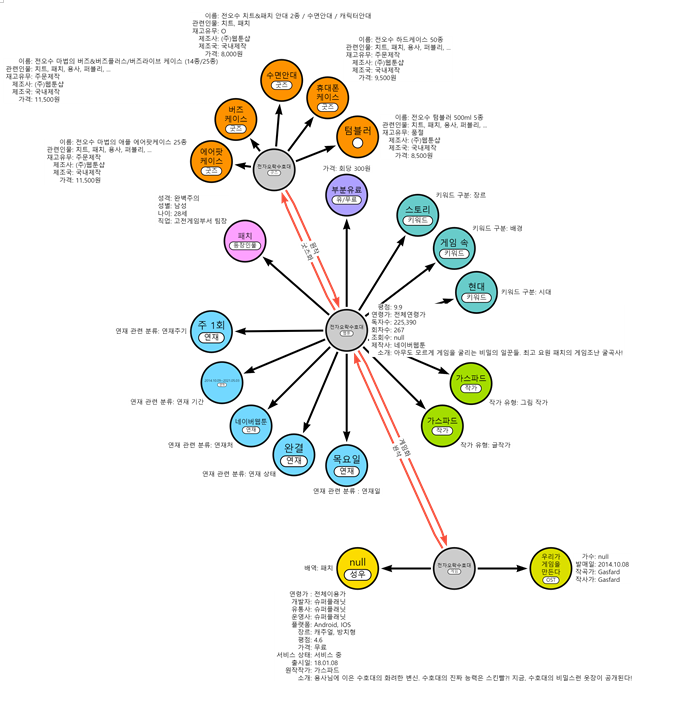 이름: 전오수 치트&패치 안대 2종 / 수면안대 / 캐릭터안대
관련인물: 치트, 패치
재고유무: O
제조사: (주)웹툰샵
제조국: 국내제작
가격: 8,000원
이름: 전오수 하드케이스 50종
관련인물: 치트, 패치, 용사, 퍼블리, ...
재고유무: 주문제작
제조사: (주)웹툰샵
제조국: 국내제작
가격: 9,500원
이름: 전오수 마법의 버즈&버즈플러스/버즈라이브 케이스 (14종/25종)
관련인물: 치트, 패치, 용사, 퍼블리, ...
재고유무: 주문제작
제조사: (주)웹툰샵
제조국: 국내제작
가격: 11,500원
수면안대
굿즈
휴대폰
케이스
굿즈
버즈
케이스
굿즈
텀블러
이름: 전오수 텀블러 500ml 5종
관련인물: 치트, 패치, 용사, 퍼블리, ...
재고유무: 품절
제조사: (주)웹툰샵
제조국: 국내제작
가격: 8,500원
이름: 전오수 마법의 애플 에어팟케이스 25종
관련인물: 치트, 패치, 용사, 퍼블리, ...
재고유무: 주문제작
제조사: (주)웹툰샵
제조국: 국내제작
가격: 11,500원
에어팟
케이스
굿즈
전자오락수호대
굿즈
가격: 회당 300원
부분유료
유/무료
성격: 완벽주의
성별: 남성
나이: 28세
직업: 고전게임부서 팀장
패치
등장인물
원작
굿즈화
스토리
키워드
키워드 구분: 장르
게임 속
키워드
키워드 구분: 배경
현대
키워드
키워드 구분: 시대
주 1회
연재
연재 관련 분류: 연재주기
전자오락수호대
웹툰
평점: 9.9
연령가: 전체연령가
독자수: 225,390
회차수: 267
조회수: null
제작사: 네이버웹툰
소개: 아무도 모르게 게임을 굴리는 비밀의 일꾼들. 최고 요원 패치의 게임조난 굴곡사!
연재 관련 분류: 연재 기간
네이버웹툰
연재
연재 관련 분류: 연재처
완결
연재
연재 관련 분류: 연재 상태
목요일
연재
연재 관련 분류 : 연재일
가스파드
작가
작가 유형: 그림 작가
가스파드
작가
작가 유형: 글작가
게임화
원작
배역: 패치
null
성우
전자오락수호대
게임
우리가
게임을
만든다
OST
가수: null
발매일: 2014.10.08
작곡가: Gasfard
작사가: Gasfard
연령가 : 전체이용가
개발자: 슈퍼플래닛
유통사: 슈퍼플래닛
운영사: 슈퍼플래닛
플랫폼: Android, IOS
장르: 캐주얼, 방치형
평점: 4.6
가격: 무료
서비스 상태: 서비스 중
출시일: 18.01.08
원작작가: 가스파드
소개: 용사님에 이은 수호대의 화려한 변신. 수호대의 진짜 능력은 스킨빨?! 지금, 수호대의 비밀스런 옷장이 공개된다!